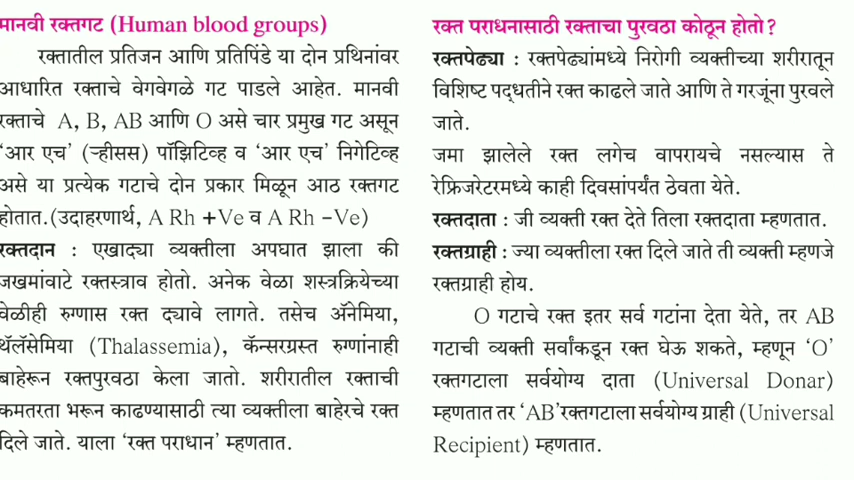 मानवी रक्तगट (Human blood groups)
रक्तातील प्रतिजन आणि प्रतिपिंडे या दोन प्रथिनांवर
आधारित रक्ताचे वेगवेगळे गट पाडले आहेत. मानवी
रक्ताचे A, B, AB आणि O असे चार प्रमुख गट असून
'आर एच' (ऱ्हीसस) पॉझिटिव्ह व 'आर एच' निगेटिव्ह
असे या प्रत्येक गटाचे दोन प्रकार मिळून आठ रक्तगट
होतात.(उदाहरणार्थ, A Rh +Ve व A Rh -Ve)
रक्तदान : एखाद्या व्यक्तीला अपघात झाला की
जखमांवाटे रक्तस्त्राव होतो. अनेक वेळा शस्त्रक्रियेच्या
वेळीही रुग्णास रक्त द्यावे लागते. तसेच ॲनेमिया,
थॅलॅसेमिया (Thalassemia), कॅन्सरग्रस्त रुग्णांनाही
बाहेरून रक्तपुरवठा केला जातो. शरीरातील रक्ताची
कमतरता भरून काढण्यासाठी त्या व्यक्तीला बाहेरचे रक्त
दिले जाते. याला 'रक्त पराधान' म्हणतात.
रक्त पराधनासाठी रक्ताचा पुरवठा कोठून होतो?
रक्तपेढ्या : रक्तपेढ्यांमध्ये निरोगी व्यक्तीच्या शरीरातून
विशिष्ट पद्धतीने रक्त काढले जाते आणि ते गरजूंना पुरवले
जाते.
जमा झालेले रक्त लगेच वापरायचे नसल्यास ते
रेफ्रिजरेटरमध्ये काही दिवसांपर्यंत ठेवता येते.
रक्तदाता : जी व्यक्ती रक्त देते तिला रक्तदाता म्हणतात.
रक्तग्राही : ज्या व्यक्तीला रक्त दिले जाते ती व्यक्ती म्हणजे
रक्तग्राही होय.
O गटाचे रक्त इतर सर्व गटांना देता येते, तर AB
गटाची व्यक्ती सर्वांकडून रक्त घेऊ शकते, म्हणून 'O'
रक्तगटाला सर्वयोग्य दाता (Universal Donar)
म्हणतात तर 'AB'रक्तगटाला सर्वयोग्य ग्राही (Universal
Recipient) म्हणतात.